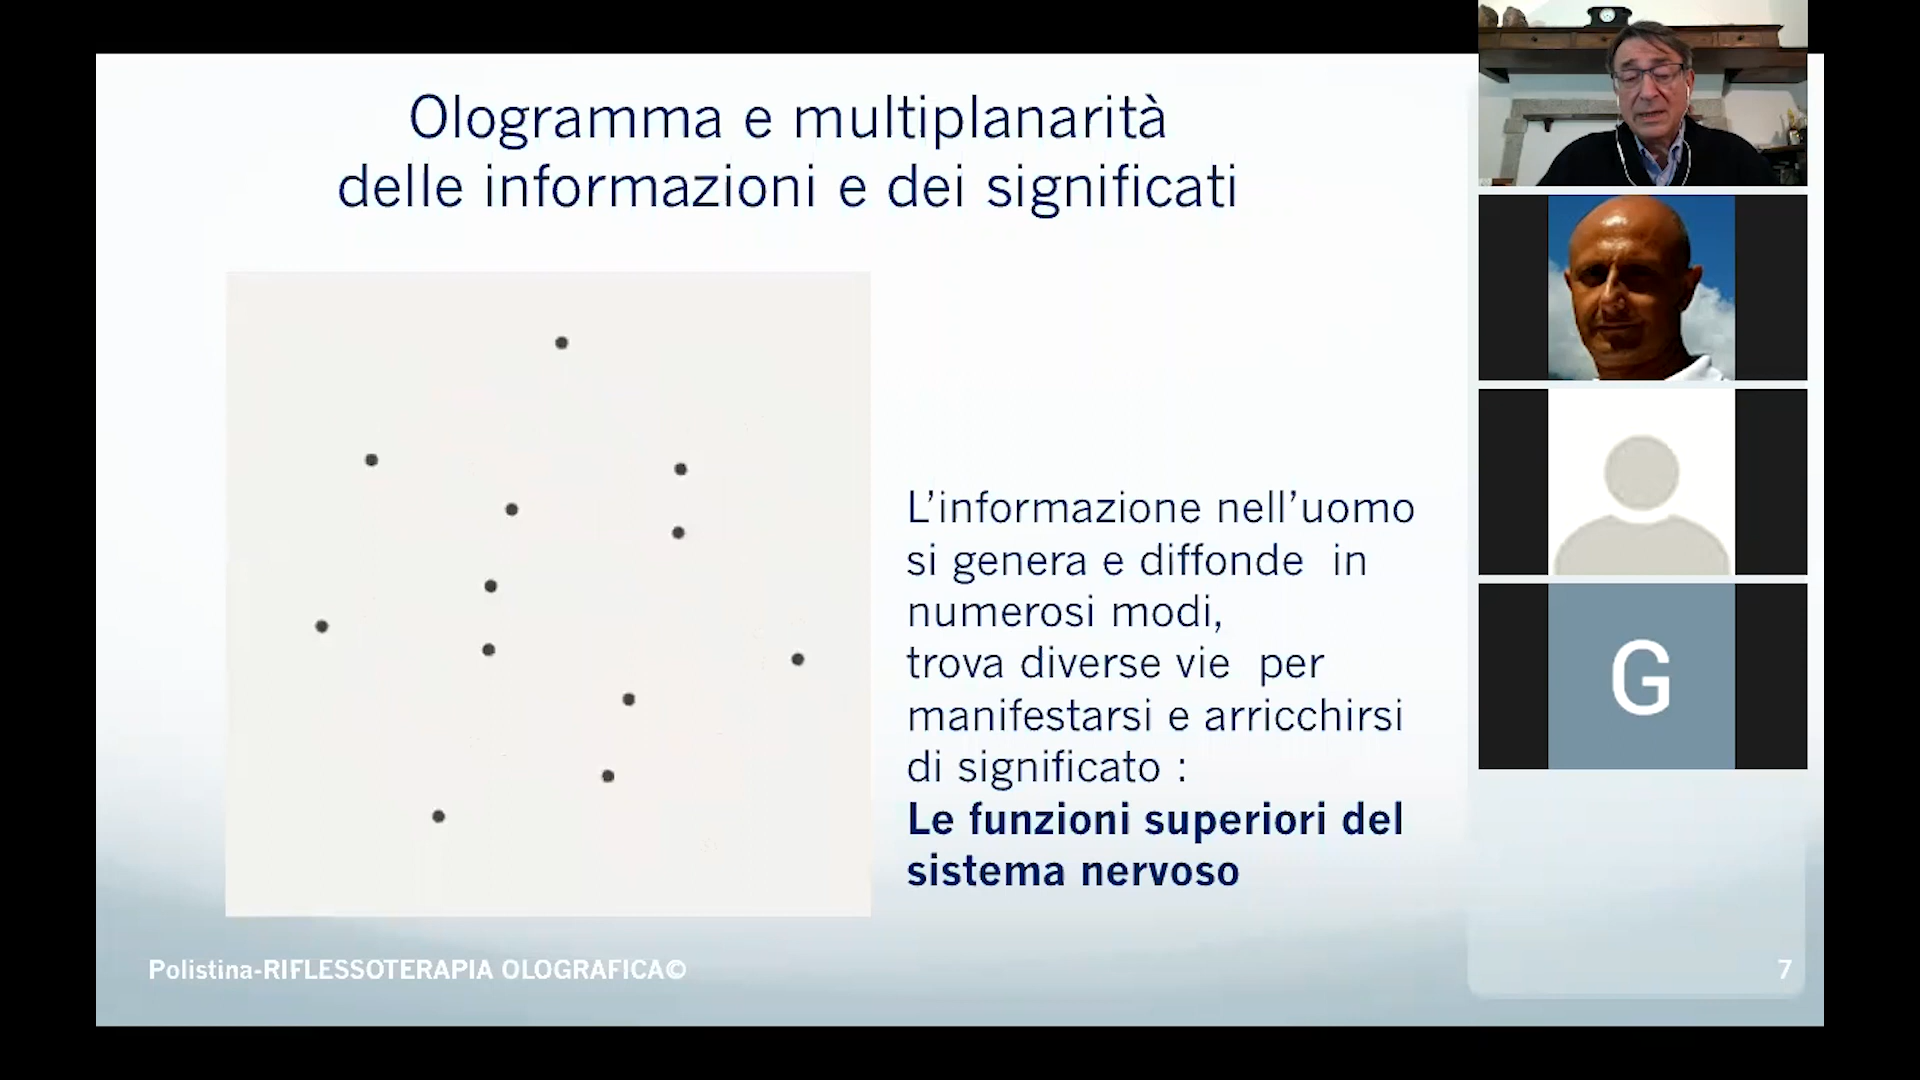 Ologramma e multiplanarità
delle informazioni e dei significati
L’informazione nell’uomo
si genera e diffonde  in
numerosi modi,
trova diverse vie  per
manifestarsi e arricchirsi
di significato :
Le funzioni superiori del
sistema nervoso
G
Polistina-RIFLESSOTERAPIA OLOGRAFICA©
7